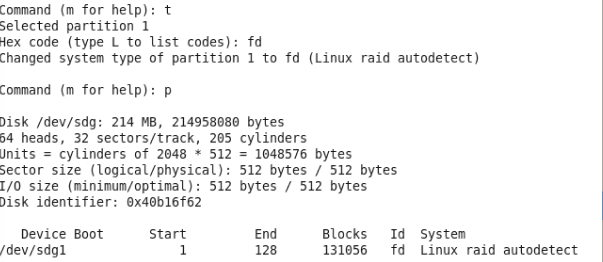 Command (m for help): t
Selected partition 1
Hex code (type L to list codes): fd
Changed system type of partition 1 to fd (Linux raid autodetect)
Command (m for help): p
Disk /dev/sdg: 214 MB, 214958080 bytes
64 heads, 32 sectors/track, 205 cylinders
Units = cylinders of 2048 * 512 = 1048576 bytes
Sector size (logical/physical): 512 bytes / 512 bytes
I/O size (minimum/optimal): 512 bytes / 512 bytes
Disk identifier: 0x40b16f62
Device Boot Start End Blocks Id System
/dev/sdg1 1 128 131056 fd Linux raid autodetect